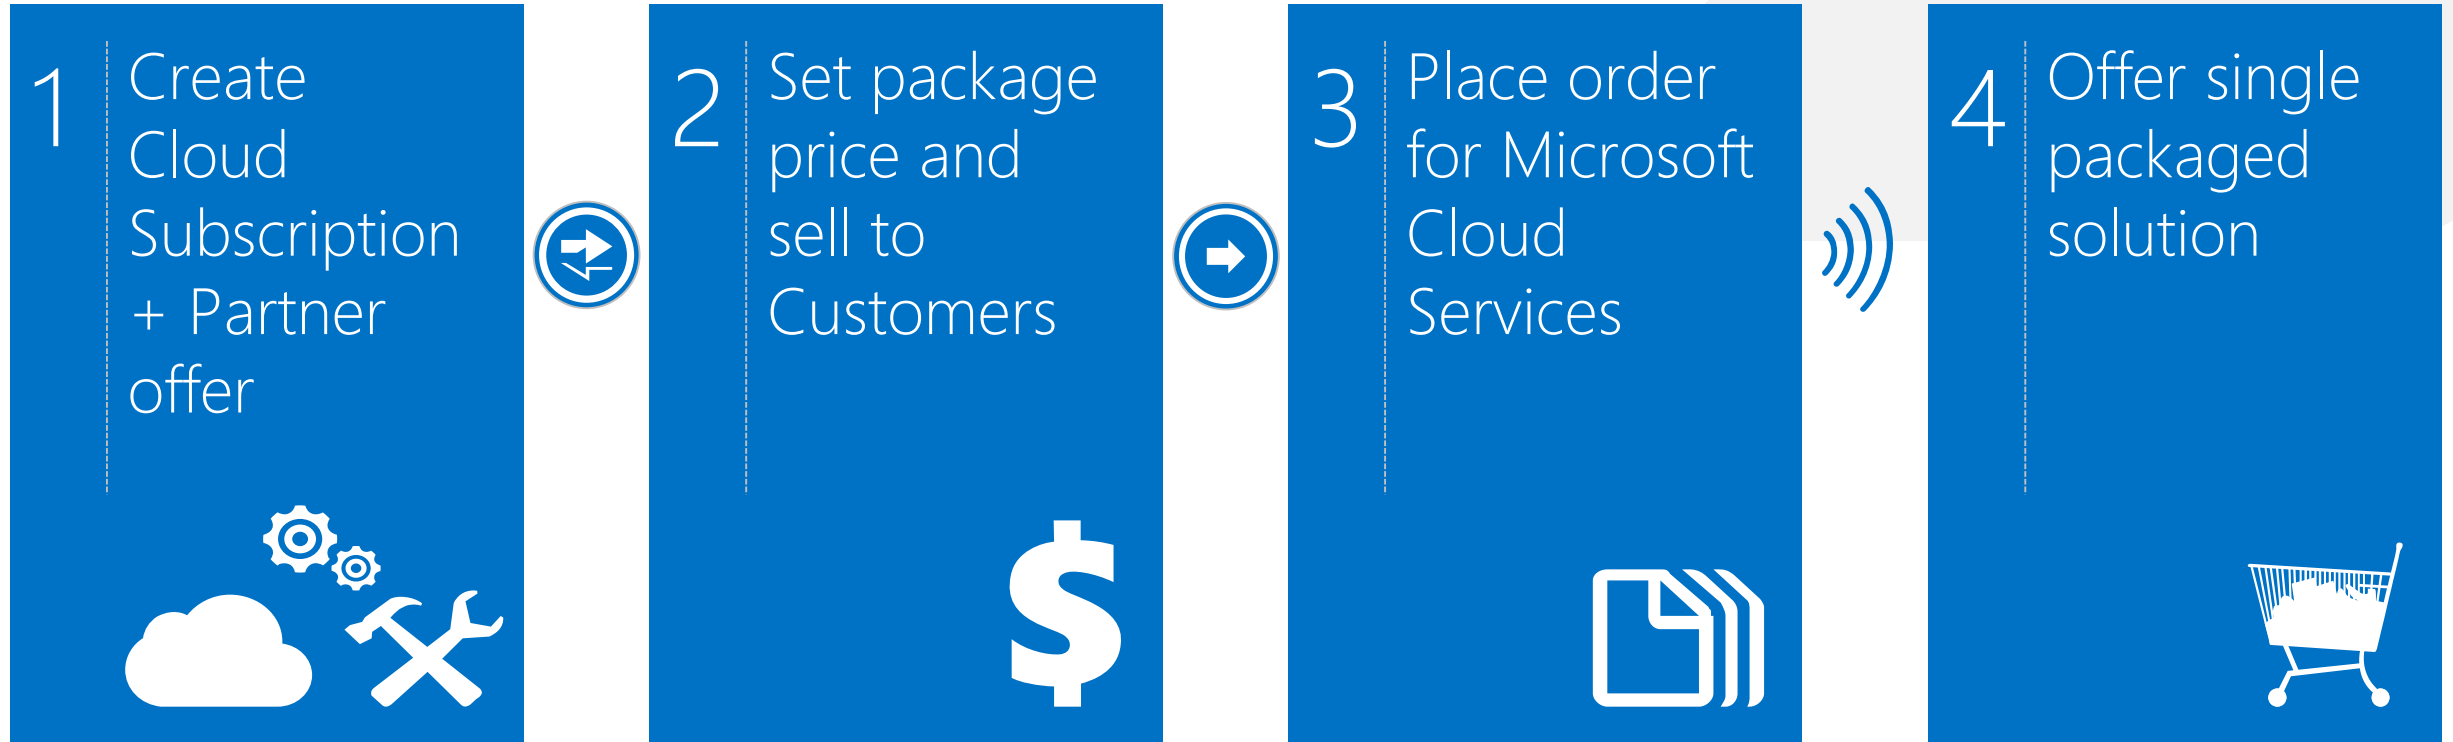 1
Create
Cloud
Subscription
+ Partner
offer
2
Set package
price and
sell to
Customers
$
3
Place order
for Microsoft
Cloud
Services
4
Offer single
packaged
solution